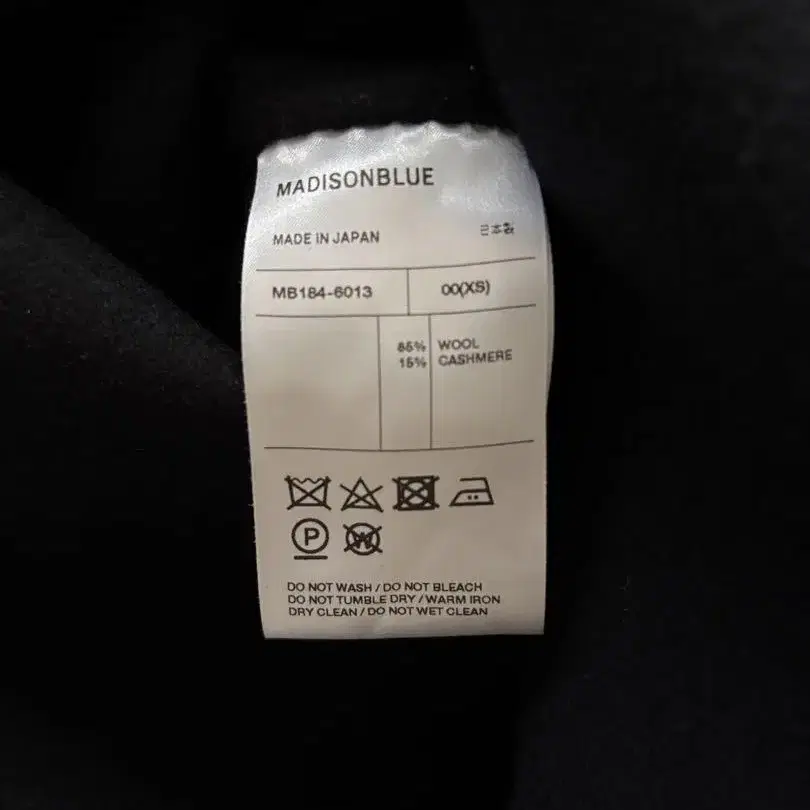 MADISONBLUE
MADE IN JAPAN 日本製
MB184-6013 00(XS)
85% WOOL
15% CASHMERE
P
W
DO NOT WASH / DO NOT BLEACH
DO NOT TUMBLE DRY / WARM IRON
DRY CLEAN / DO NOT WET CLEAN